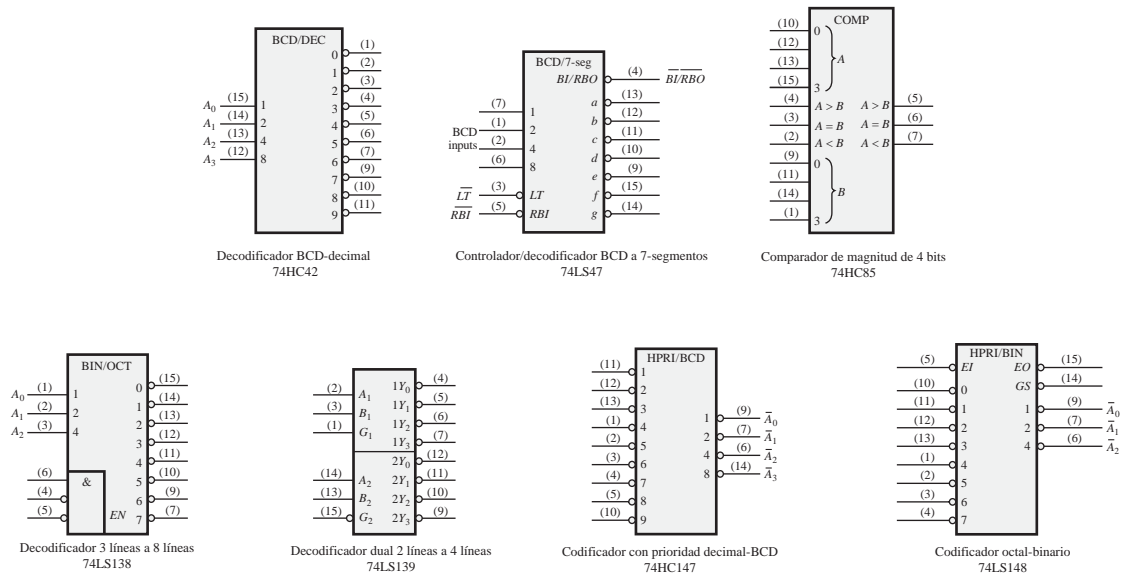 BCD/DEC
0 (1)
1 (2)
2 (3)
A0 (15) 1 3 (4)
A1 (14) 2 4 (5)
A2 (13) 4 5 (6)
A3 (12) 8 6 (7)
7 (9)
8 (10)
9 (11)
Decodificador BCD-decimal
74HC42
BCD/7-seg
BI/RBO (4) B̅I̅/R̅B̅O̅
a (13)
(7) 1 b (12)
BCD inputs (1) 2 c (11)
(2) 4 d (10)
(6) 8 e (9)
L̅T̅ (3) LT f (15)
R̅B̅I̅ (5) RBI g (14)
Controlador/decodificador BCD a 7-segmentos
74LS47
COMP
(10) 0
(12)
(13) A
(15) 3
(4) A > B A > B (5)
(3) A = B A = B (6)
(2) A < B A < B (7)
(9) 0
(11)
(14) B
(1) 3
Comparador de magnitud de 4 bits
74HC85
BIN/OCT
0 (15)
A0 (1) 1 1 (14)
A1 (2) 2 2 (13)
A2 (3) 4 3 (12)
4 (11)
(6) & 5 (10)
(4) 6 (9)
(5) EN 7 (7)
Decodificador 3 líneas a 8 líneas
74LS138
1Y0 (4)
(2) A1 1Y1 (5)
(3) B1 1Y2 (6)
(1) G1 1Y3 (7)
2Y0 (12)
(14) A2 2Y1 (11)
(13) B2 2Y2 (10)
(15) G2 2Y3 (9)
Decodificador dual 2 líneas a 4 líneas
74LS139
HPRI/BCD
(11) 1
(12) 2
(13) 3 1 (9) A̅0
(1) 4 2 (7) A̅1
(2) 5 4 (6) A̅2
(3) 6 8 (14) A̅3
(4) 7
(5) 8
(10) 9
Codificador con prioridad decimal-BCD
74HC147
HPRI/BIN
(5) EI EO (15)
(10) 0 GS (14)
(11) 1 1 (9) A̅0
(12) 2 2 (7) A̅1
(13) 3 4 (6) A̅2
(1) 4
(2) 5
(3) 6
(4) 7
Codificador octal-binario
74LS148